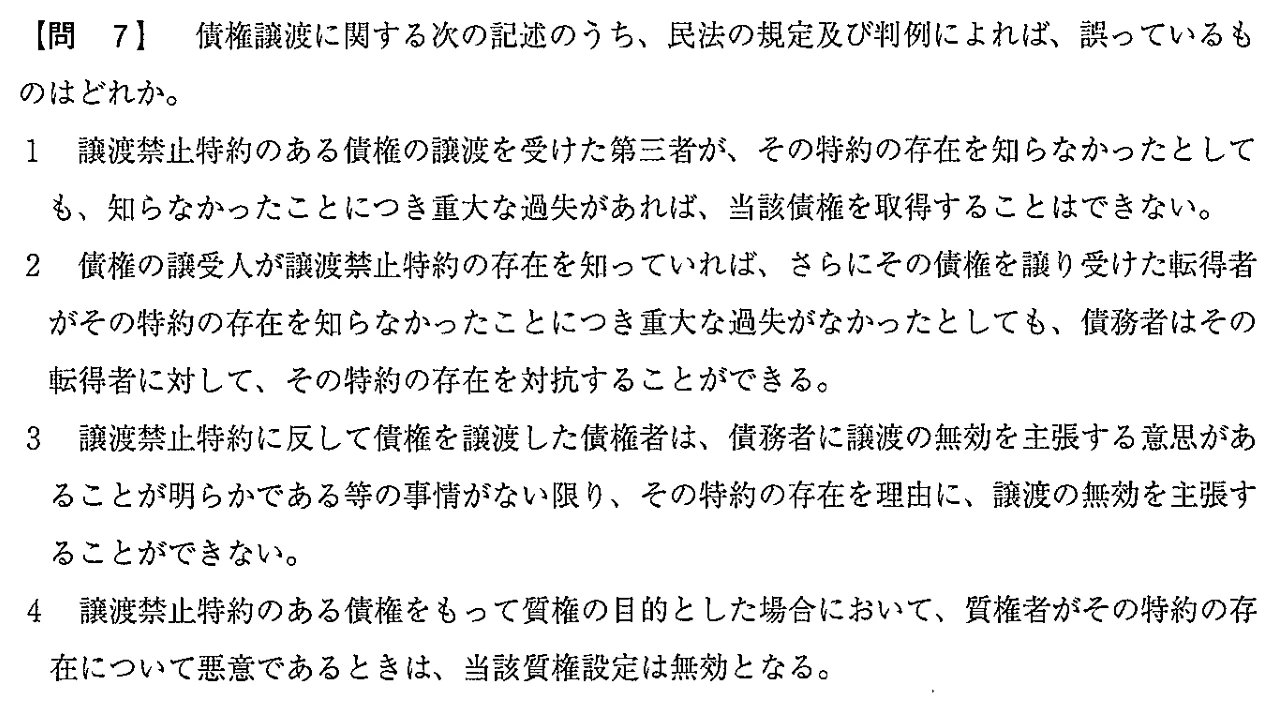 【問　7】　債権譲渡に関する次の記述のうち、民法の規定及び判例によれば、誤っているも
のはどれか。
1　譲渡禁止特約のある債権の譲渡を受けた第三者が、その特約の存在を知らなかったとして
も、知らなかったことにつき重大な過失があれば、当該債権を取得することはできない。
2　債権の譲受人が譲渡禁止特約の存在を知っていれば、さらにその債権を譲り受けた転得者
がその特約の存在を知らなかったことにつき重大な過失がなかったとしても、債務者はその
転得者に対して、その特約の存在を対抗することができる。
3　譲渡禁止特約に反して債権を譲渡した債権者は、債務者に譲渡の無効を主張する意思があ
ることが明らかである等の事情がない限り、その特約の存在を理由に、譲渡の無効を主張す
ることができない。
4　譲渡禁止特約のある債権をもって質権の目的とした場合において、質権者がその特約の存
在について悪意であるときは、当該質権設定は無効となる。